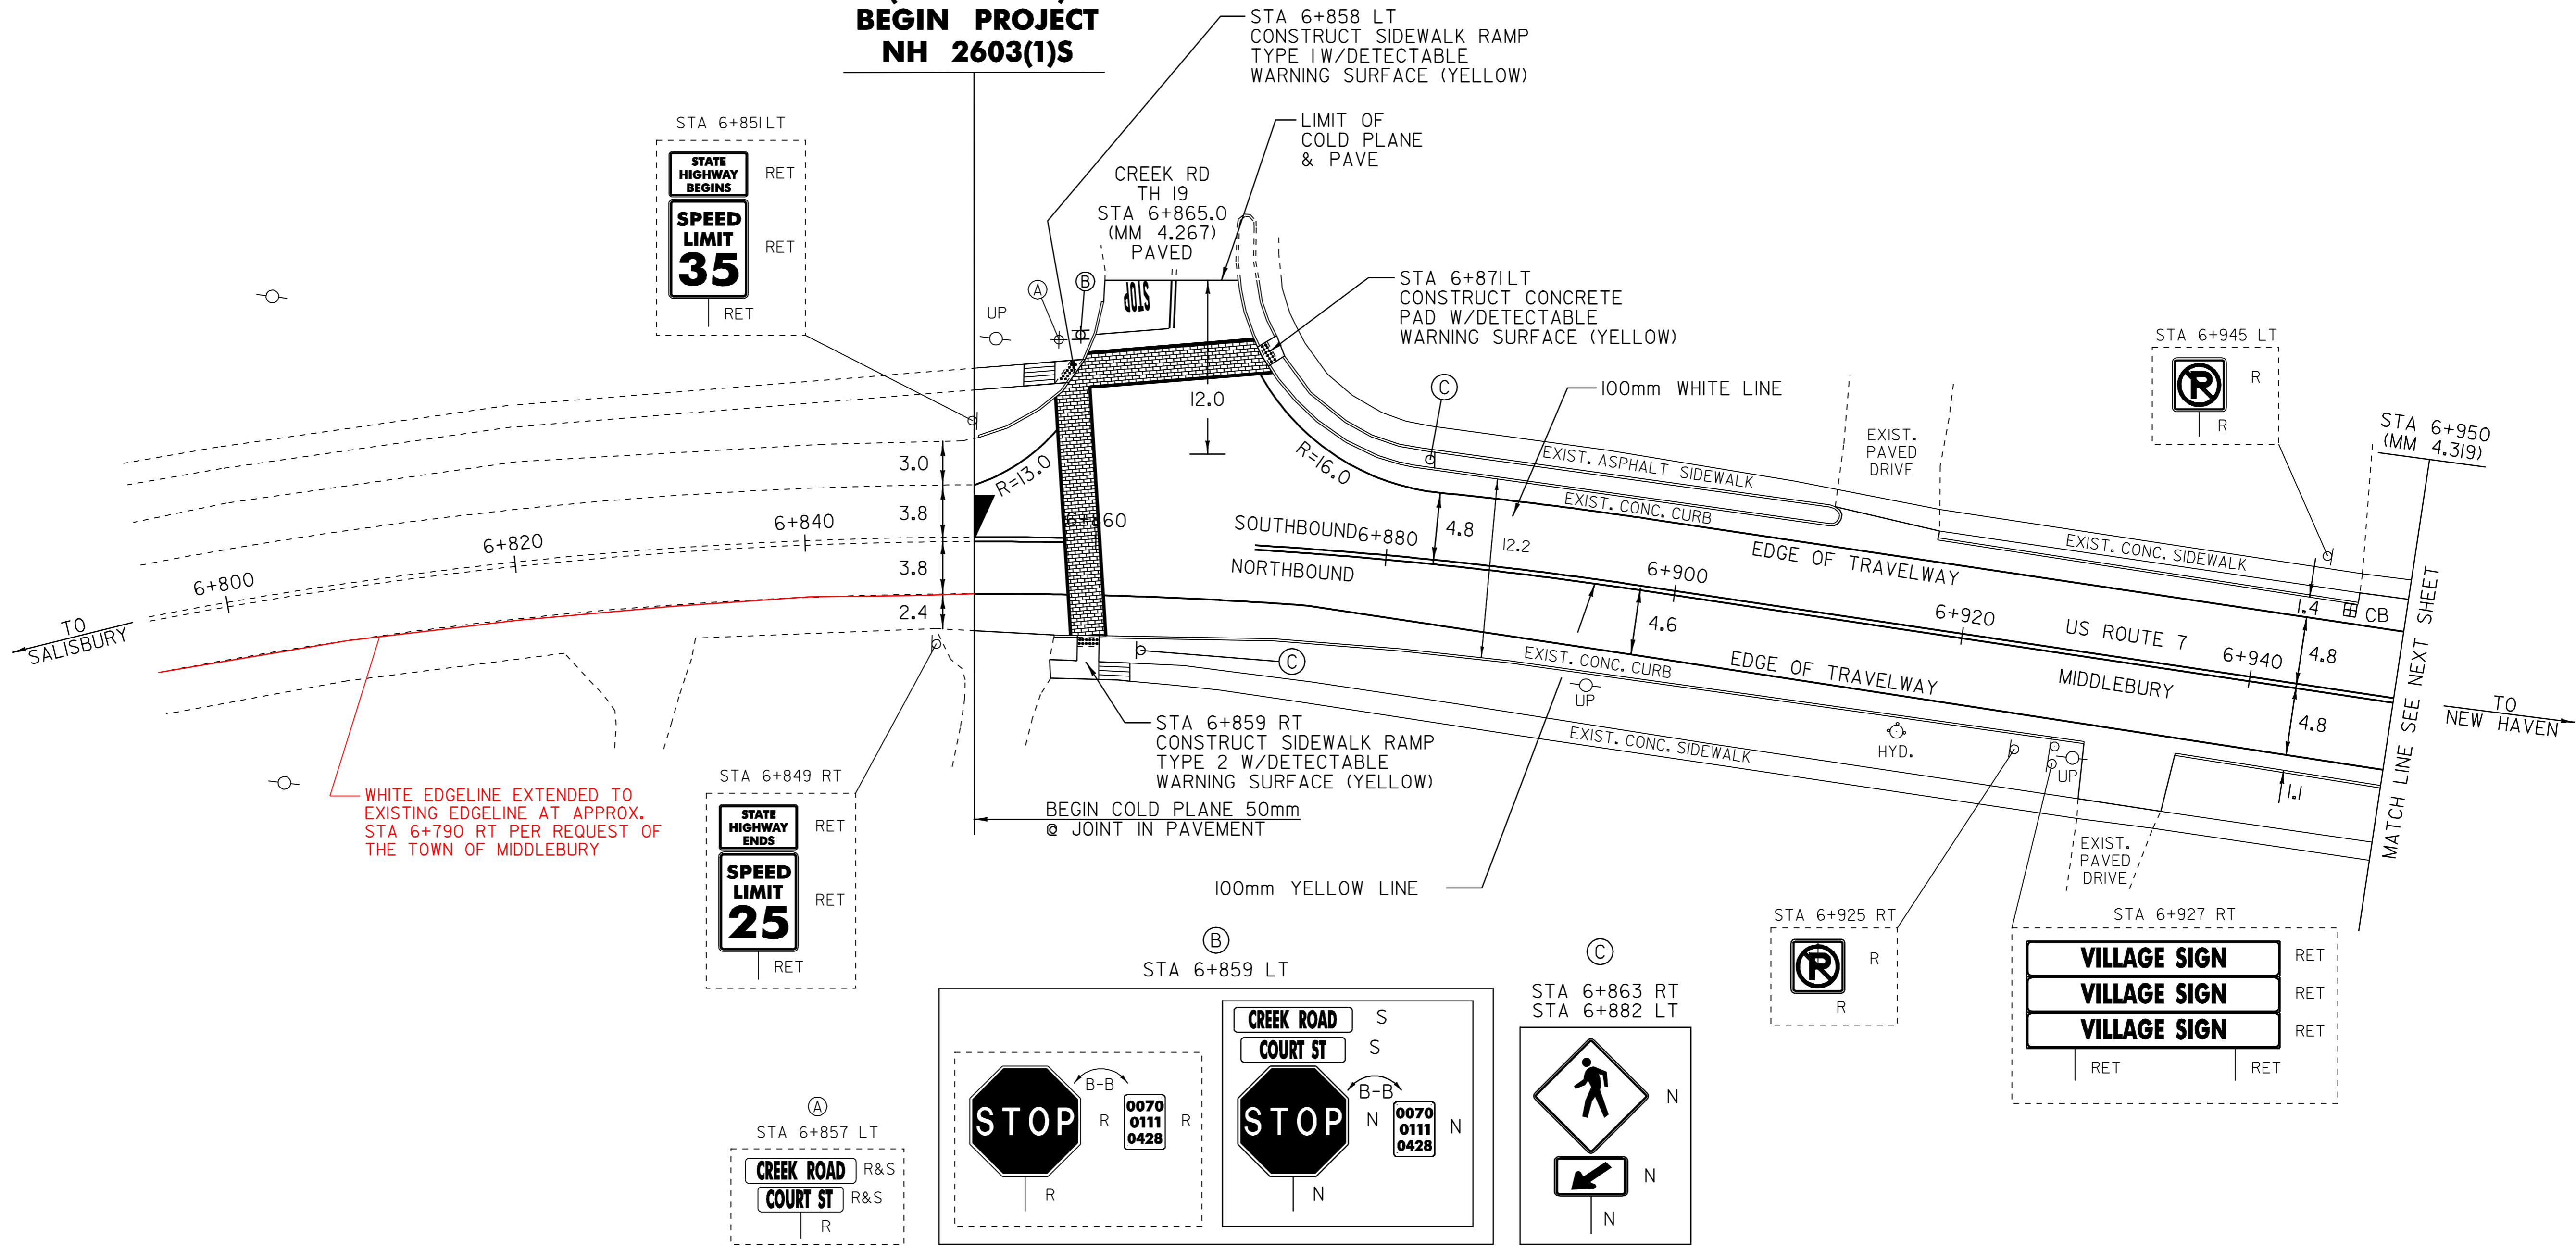 BEGIN PROJECT
NH 2603(1)S
STA 6+858 LT
CONSTRUCT SIDEWALK RAMP
TYPE 1 W/DETECTABLE
WARNING SURFACE (YELLOW)
STA 6+851 LT
STATE
HIGHWAY
BEGINS
RET
SPEED
LIMIT
35
RET
RET
LIMIT OF
COLD PLANE
& PAVE
CREEK RD
TH 19
STA 6+865.0
(MM 4.267)
PAVED
A
B
UP
STOP
STA 6+871 LT
CONSTRUCT CONCRETE
PAD W/DETECTABLE
WARNING SURFACE (YELLOW)
STA 6+945 LT
R
R
STA 6+950
(MM 4.319)
C
100mm WHITE LINE
12.0
EXIST.
PAVED
DRIVE
R=13.0
R=16.0
EXIST. ASPHALT SIDEWALK
EXIST. CONC. CURB
EXIST. CONC. SIDEWALK
3.0
3.8
3.8
2.4
6+800
6+820
6+840
6+860
SOUTHBOUND
6+880
4.8
12.2
NORTHBOUND
EDGE OF TRAVELWAY
6+900
4.6
6+920
US ROUTE 7
6+940
MIDDLEBURY
1.4
CB
4.8
4.8
1.1
TO
SALISBURY
TO
NEW HAVEN
MATCH LINE SEE NEXT SHEET
EXIST. CONC. CURB
EDGE OF TRAVELWAY
C
UP
EXIST. CONC. SIDEWALK
HYD.
UP
EXIST.
PAVED
DRIVE
STA 6+859 RT
CONSTRUCT SIDEWALK RAMP
TYPE 2 W/DETECTABLE
WARNING SURFACE (YELLOW)
BEGIN COLD PLANE 50mm
@ JOINT IN PAVEMENT
100mm YELLOW LINE
WHITE EDGELINE EXTENDED TO
EXISTING EDGELINE AT APPROX.
STA 6+790 RT PER REQUEST OF
THE TOWN OF MIDDLEBURY
STA 6+849 RT
STATE
HIGHWAY
ENDS
RET
SPEED
LIMIT
25
RET
RET
A
STA 6+857 LT
CREEK ROAD R&S
COURT ST R&S
R
B
STA 6+859 LT
STOP
R
B-B
0070
0111
0428
R
R
CREEK ROAD S
COURT ST S
STOP
N
B-B
0070
0111
0428
N
N
C
STA 6+863 RT
STA 6+882 LT
N
N
N
STA 6+925 RT
P
R
R
STA 6+927 RT
VILLAGE SIGN RET
VILLAGE SIGN RET
VILLAGE SIGN RET
RET
RET